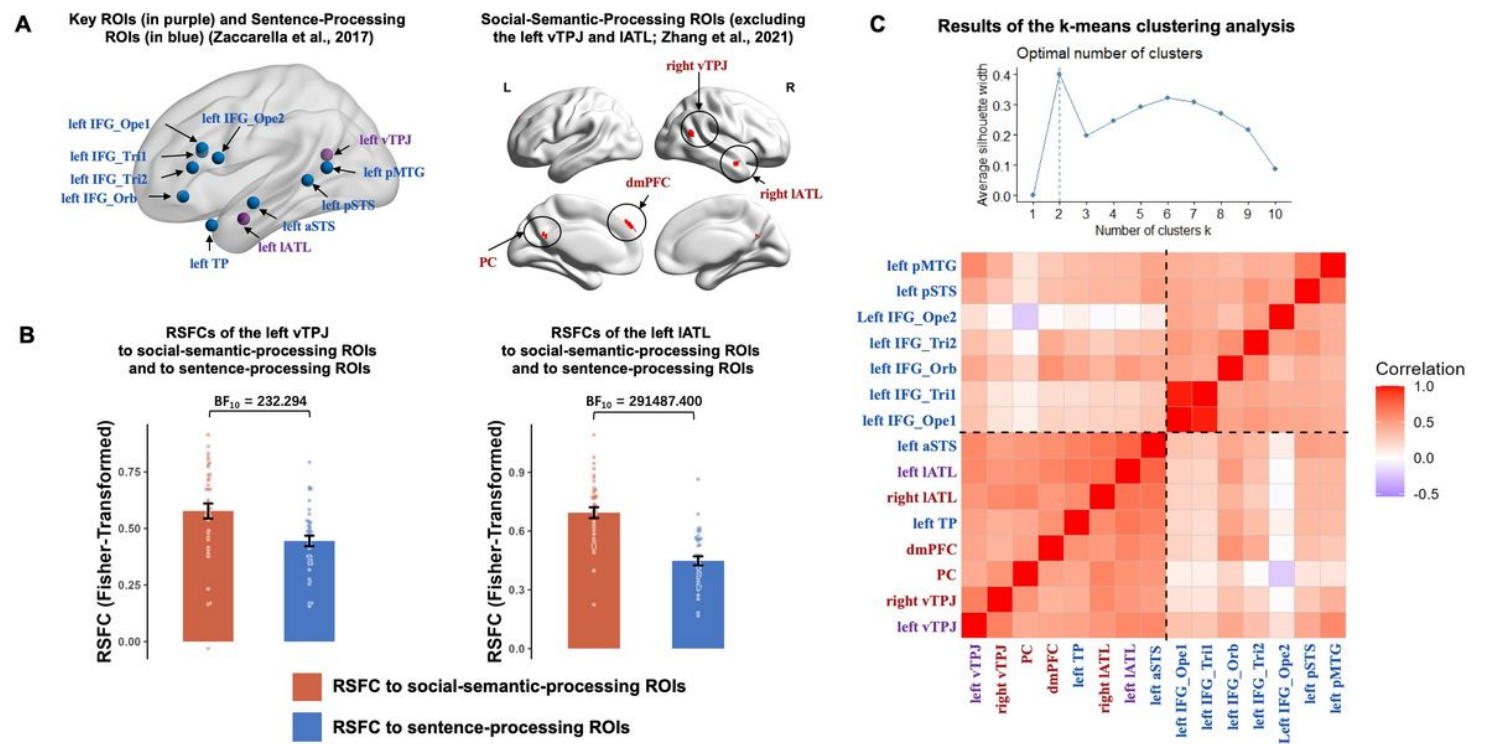 A
Key ROIs (in purple) and Sentence-Processing
ROIs (in blue) (Zaccarella et al., 2017)
left IFG_Ope1
left IFG_Ope2
left IFG_Tri1
left IFG_Tri2
left IFG_Orb
left vTPJ
left pMTG
left pSTS
left aSTS
left lATL
left TP
Social-Semantic-Processing ROIs (excluding
the left vTPJ and lATL; Zhang et al., 2021)
right vTPJ
L
R
dmPFC
right lATL
PC
B
RSFCs of the left vTPJ
to social-semantic-processing ROIs
and to sentence-processing ROIs
BF₁₀ = 232.294
RSFC (Fisher-Transformed)
0.75
0.50
0.25
0.00
RSFCs of the left lATL
to social-semantic-processing ROIs
and to sentence-processing ROIs
BF₁₀ = 291487.400
RSFC (Fisher-Transformed)
0.9
0.6
0.3
0.0
RSFC to social-semantic-processing ROIs
RSFC to sentence-processing ROIs
C
Results of the k-means clustering analysis
Optimal number of clusters
Average silhouette width
0.4
0.3
0.2
0.1
0.0
1 2 3 4 5 6 7 8 9 10
Number of clusters k
left pMTG
left pSTS
Left IFG_Ope2
left IFG_Tri2
left IFG_Orb
left IFG_Tri1
left IFG_Ope1
left aSTS
left lATL
right lATL
left TP
dmPFC
PC
right vTPJ
left vTPJ
left vTPJ
right vTPJ
PC
dmPFC
left TP
right lATL
left lATL
left aSTS
left IFG_Ope1
left IFG_Tri1
left IFG_Orb
left IFG_Tri2
Left IFG_Ope2
left pSTS
left pMTG
Correlation
1.0
0.5
0.0
-0.5